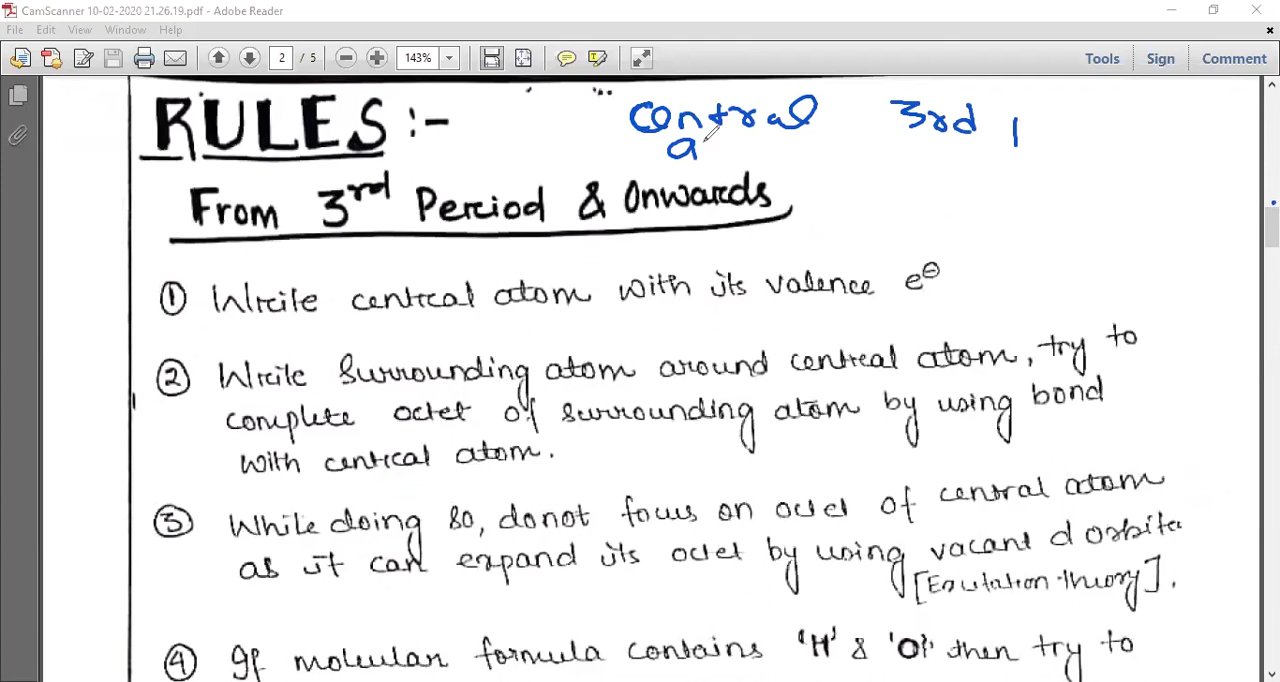 CamScanner 10-02-2020 21.26.19.pdf - Adobe Reader
File Edit View Window Help
2 / 5 143% Tools Sign Comment
RULES :-
Central 3rd
a
From 3rd Period & Onwards
① Write central atom with its valence e⊖
② Write Surrounding atom around central atom, try to
complete octet of surrounding atom by using bond
with central atom.
③ While doing so, donot focus on octet of central atom
as it can expand its octet by using vacant d orbita
[Exutation theory].
④ If molecular formula contains 'H' & 'O' then try to